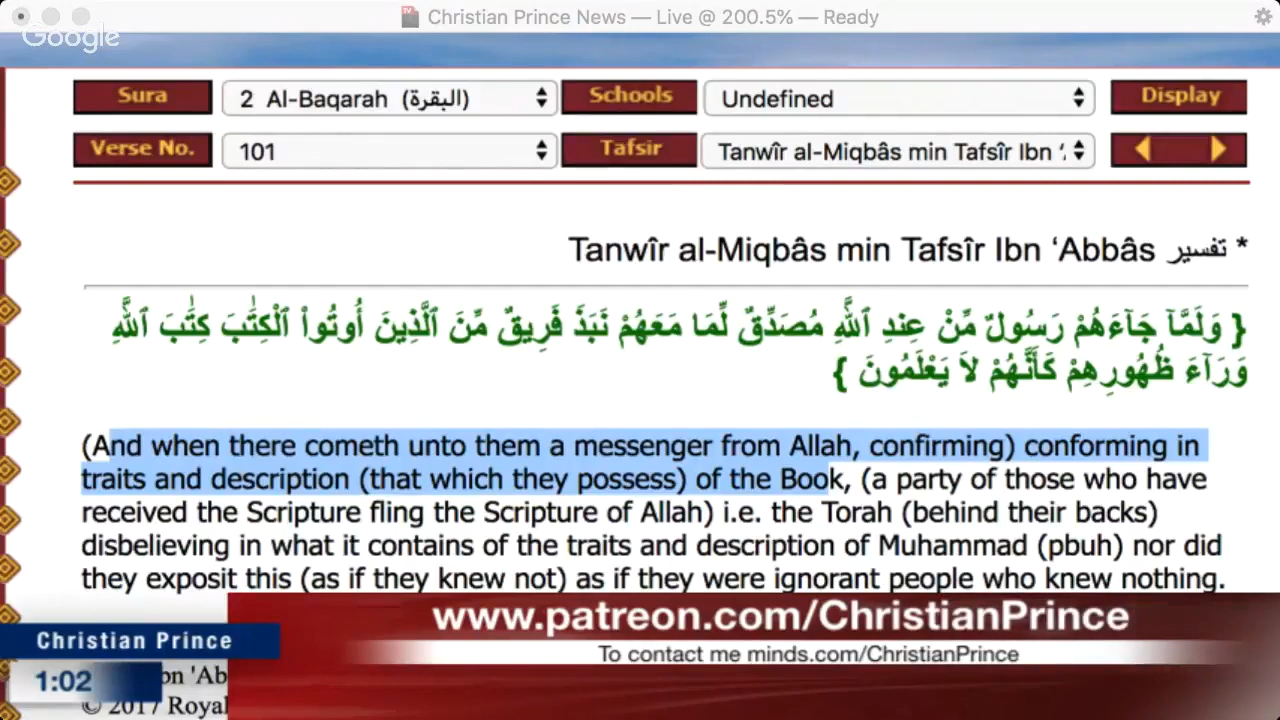 Christian Prince News — Live @ 200.5% — Ready
Google
Sura
2 Al-Baqarah (البقرة)
Schools
Undefined
Display
Verse No.
101
Tafsir
Tanwîr al-Miqbâs min Tafsîr Ibn ‘
* تفسير Tanwîr al-Miqbâs min Tafsîr Ibn ‘Abbâs
{ وَلَمَّآ جَآءَهُمْ رَسُولٌ مِّنْ عِندِ ٱللَّهِ مُصَدِّقٌ لِّمَا مَعَهُمْ نَبَذَ فَرِيقٌ مِّنَ ٱلَّذِينَ أُوتُواْ ٱلْكِتَٰبَ كِتَٰبَ ٱللَّهِ
وَرَآءَ ظُهُورِهِمْ كَأَنَّهُمْ لاَ يَعْلَمُونَ }
(And when there cometh unto them a messenger from Allah, confirming) conforming in
traits and description (that which they possess) of the Book, (a party of those who have
received the Scripture fling the Scripture of Allah) i.e. the Torah (behind their backs)
disbelieving in what it contains of the traits and description of Muhammad (pbuh) nor did
they exposit this (as if they knew not) as if they were ignorant people who knew nothing.
www.patreon.com/ChristianPrince
Christian Prince
To contact me minds.com/ChristianPrince
1:02
bn 'Ab
© 2017 Royal